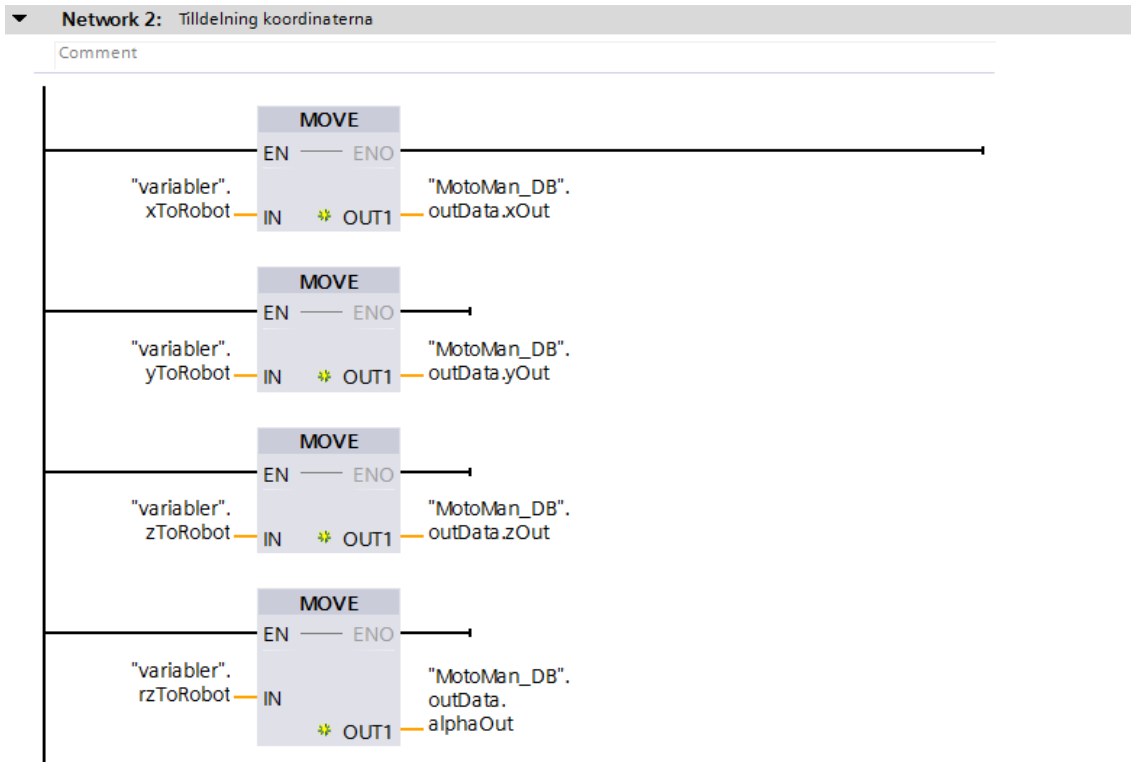 Network 2: Tilldelning koordinaterna
Comment
MOVE
EN ENO
"variabler".
xToRobot
IN OUT1
"MotoMan_DB".
outData.xOut
MOVE
EN ENO
"variabler".
yToRobot
IN OUT1
"MotoMan_DB".
outData.yOut
MOVE
EN ENO
"variabler".
zToRobot
IN OUT1
"MotoMan_DB".
outData.zOut
MOVE
EN ENO
"variabler".
rzToRobot
IN
OUT1
"MotoMan_DB".
outData.
alphaOut